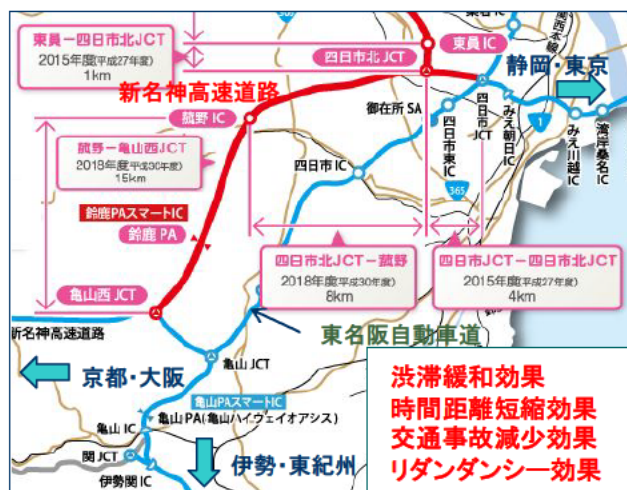 東員ー四日市北JCT
2015年度(平成27年度)
1km
四日市北JCT
東員IC
新名神高速道路
静岡・東京
菰野IC
御在所SA
四日市JCT
みえ朝日IC
1
みえ川越IC
湾岸桑名IC
四日市東IC
菰野ー亀山西JCT
2018年度(平成30年度)
15km
四日市IC
365
鈴鹿PAスマートIC
鈴鹿PA
四日市北JCTー菰野
2018年度(平成30年度)
8km
四日市JCTー四日市北JCT
2015年度(平成27年度)
4km
亀山西JCT
新名神高速道路
東名阪自動車道
亀山JCT
京都・大阪
亀山PAスマートIC
亀山PA(亀山ハイウェイオアシス)
亀山IC
関JCT
伊勢関IC
伊勢・東紀州
渋滞緩和効果
時間距離短縮効果
交通事故減少効果
リダンダンシー効果